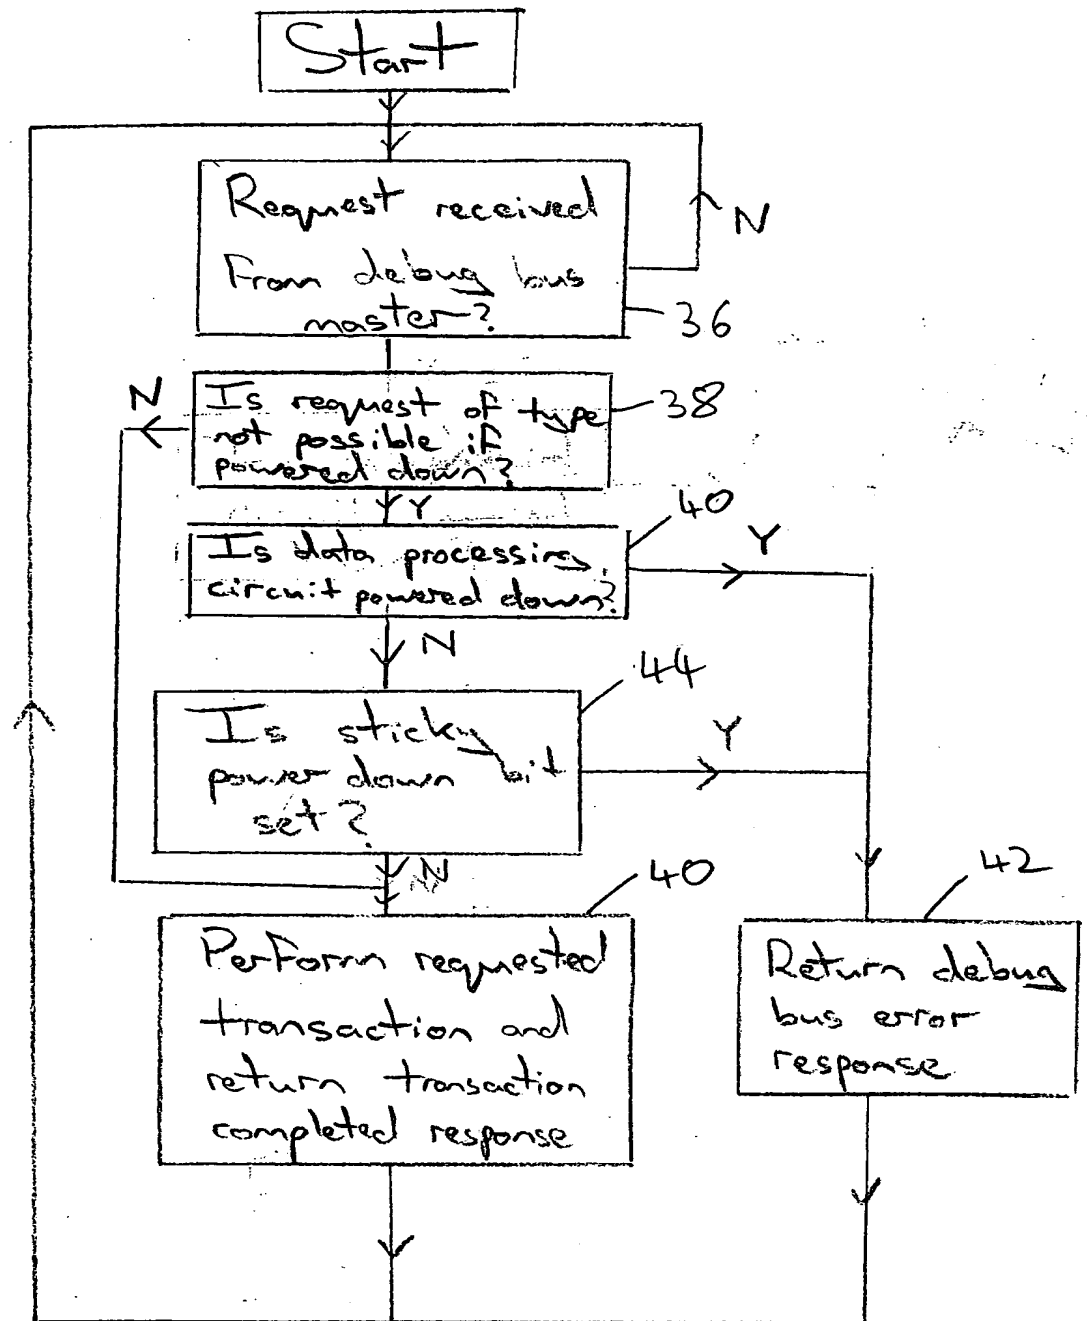 Start
Request received
From debug bus
master?
N
36
N
Is request of type
not possible if
powered down?
38
Y
40
Is data processing
circuit powered down?
Y
N
44
Is sticky
power down bit
set?
Y
N
40
42
Perform requested
transaction and
return transaction
completed response
Return debug
bus error
response